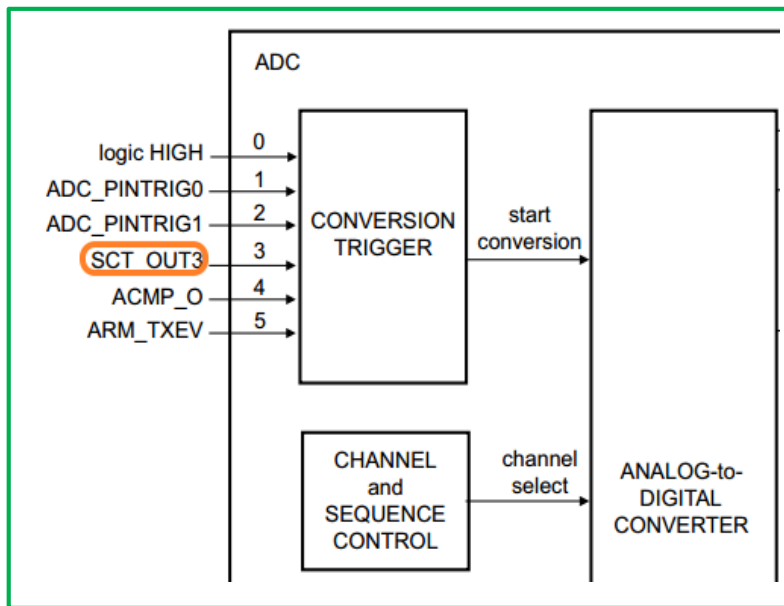 ADC
logic HIGH
0
ADC_PINTRIG0
1
ADC_PINTRIG1
2
SCT_OUT3
3
ACMP_O
4
ARM_TXEV
5
CONVERSION
TRIGGER
start
conversion
CHANNEL
and
SEQUENCE
CONTROL
channel
select
ANALOG-to-
DIGITAL
CONVERTER